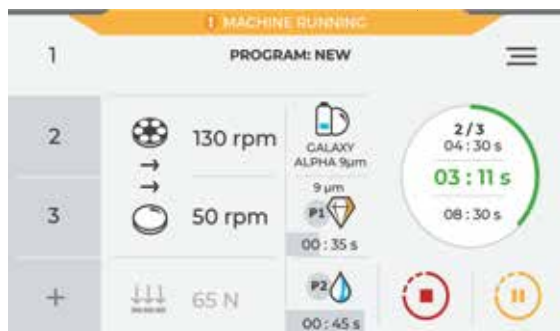 ! MACHINE RUNNING
1
PROGRAM: NEW
2
130 rpm
GALAXY
ALPHA 9µm
2/3
04 : 30 s
03 : 11 s
08 : 30 s
3
50 rpm
9 µm
P1
00 : 35 s
+
65 N
P2
00 : 45 s